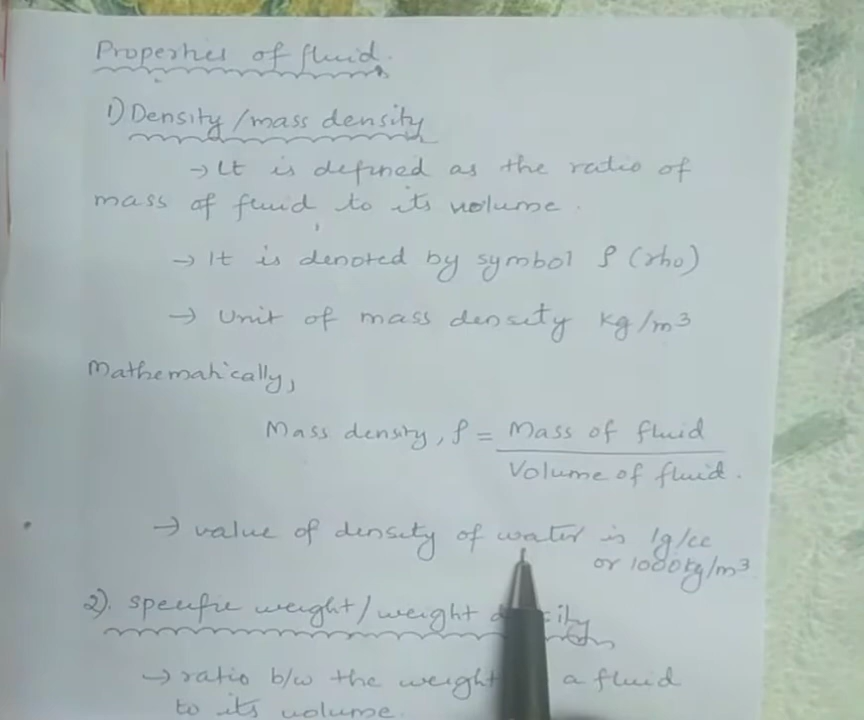 Properties of fluid.
1) Density/mass density
→ It is defined as the ratio of
mass of fluid to its volume.
→ It is denoted by symbol ρ (rho)
→ Unit of mass density kg/m³
Mathematically,
Mass density, ρ = Mass of fluid
Volume of fluid.
→ value of density of water is 1g/cc
or 1000kg/m³
2). specific weight/weight density
→ ratio b/w the weight a fluid
to its volume.